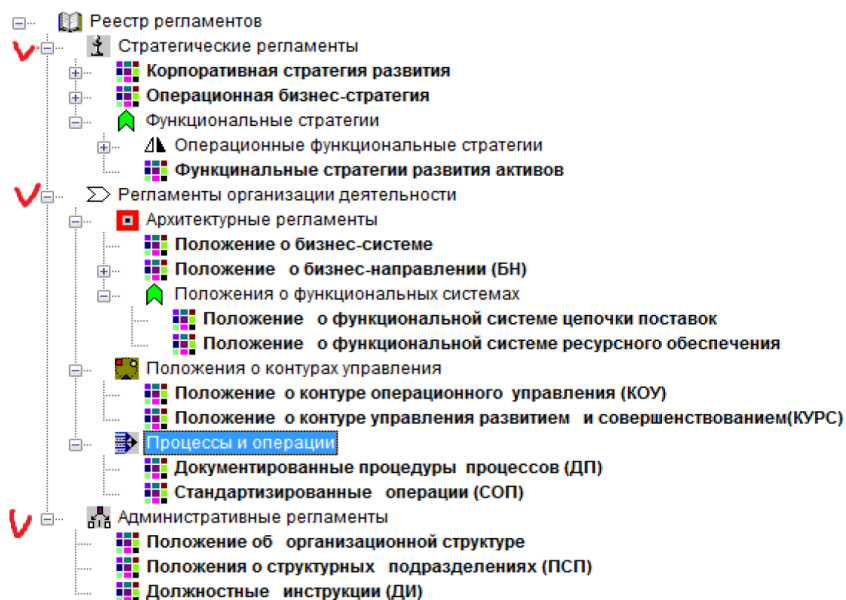 Реестр регламентов
Стратегические регламенты
Корпоративная стратегия развития
Операционная бизнес-стратегия
Функциональные стратегии
Операционные функциональные стратегии
Функцинальные стратегии развития активов
Регламенты организации деятельности
Архитектурные регламенты
Положение о бизнес-системе
Положение о бизнес-направлении (БН)
Положения о функциональных системах
Положение о функциональной системе цепочки поставок
Положение о функциональной системе ресурсного обеспечения
Положения о контурах управления
Положение о контуре операционного управления (КОУ)
Положение о контуре управления развитием и совершенствованием(КУРС)
Процессы и операции
Документированные процедуры процессов (ДП)
Стандартизированные операции (СОП)
Административные регламенты
Положение об организационной структуре
Положения о структурных подразделениях (ПСП)
Должностные инструкции (ДИ)